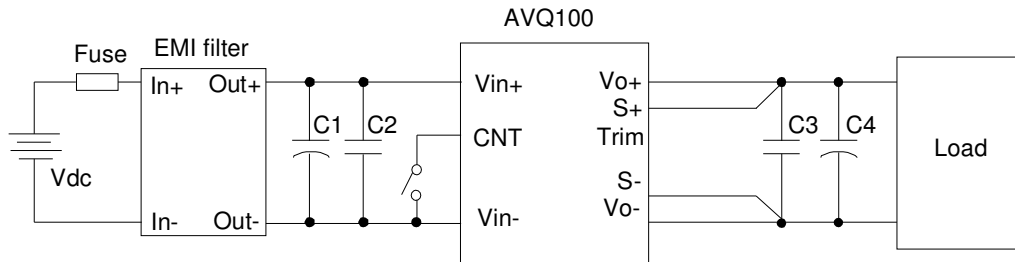 AVQ100
Fuse
EMI filter
In+ Out+
Vin+
Vo+
S+
C1 C2
CNT
Trim
C3 C4
Load
Vdc
S-
Vo-
In- Out-
Vin-